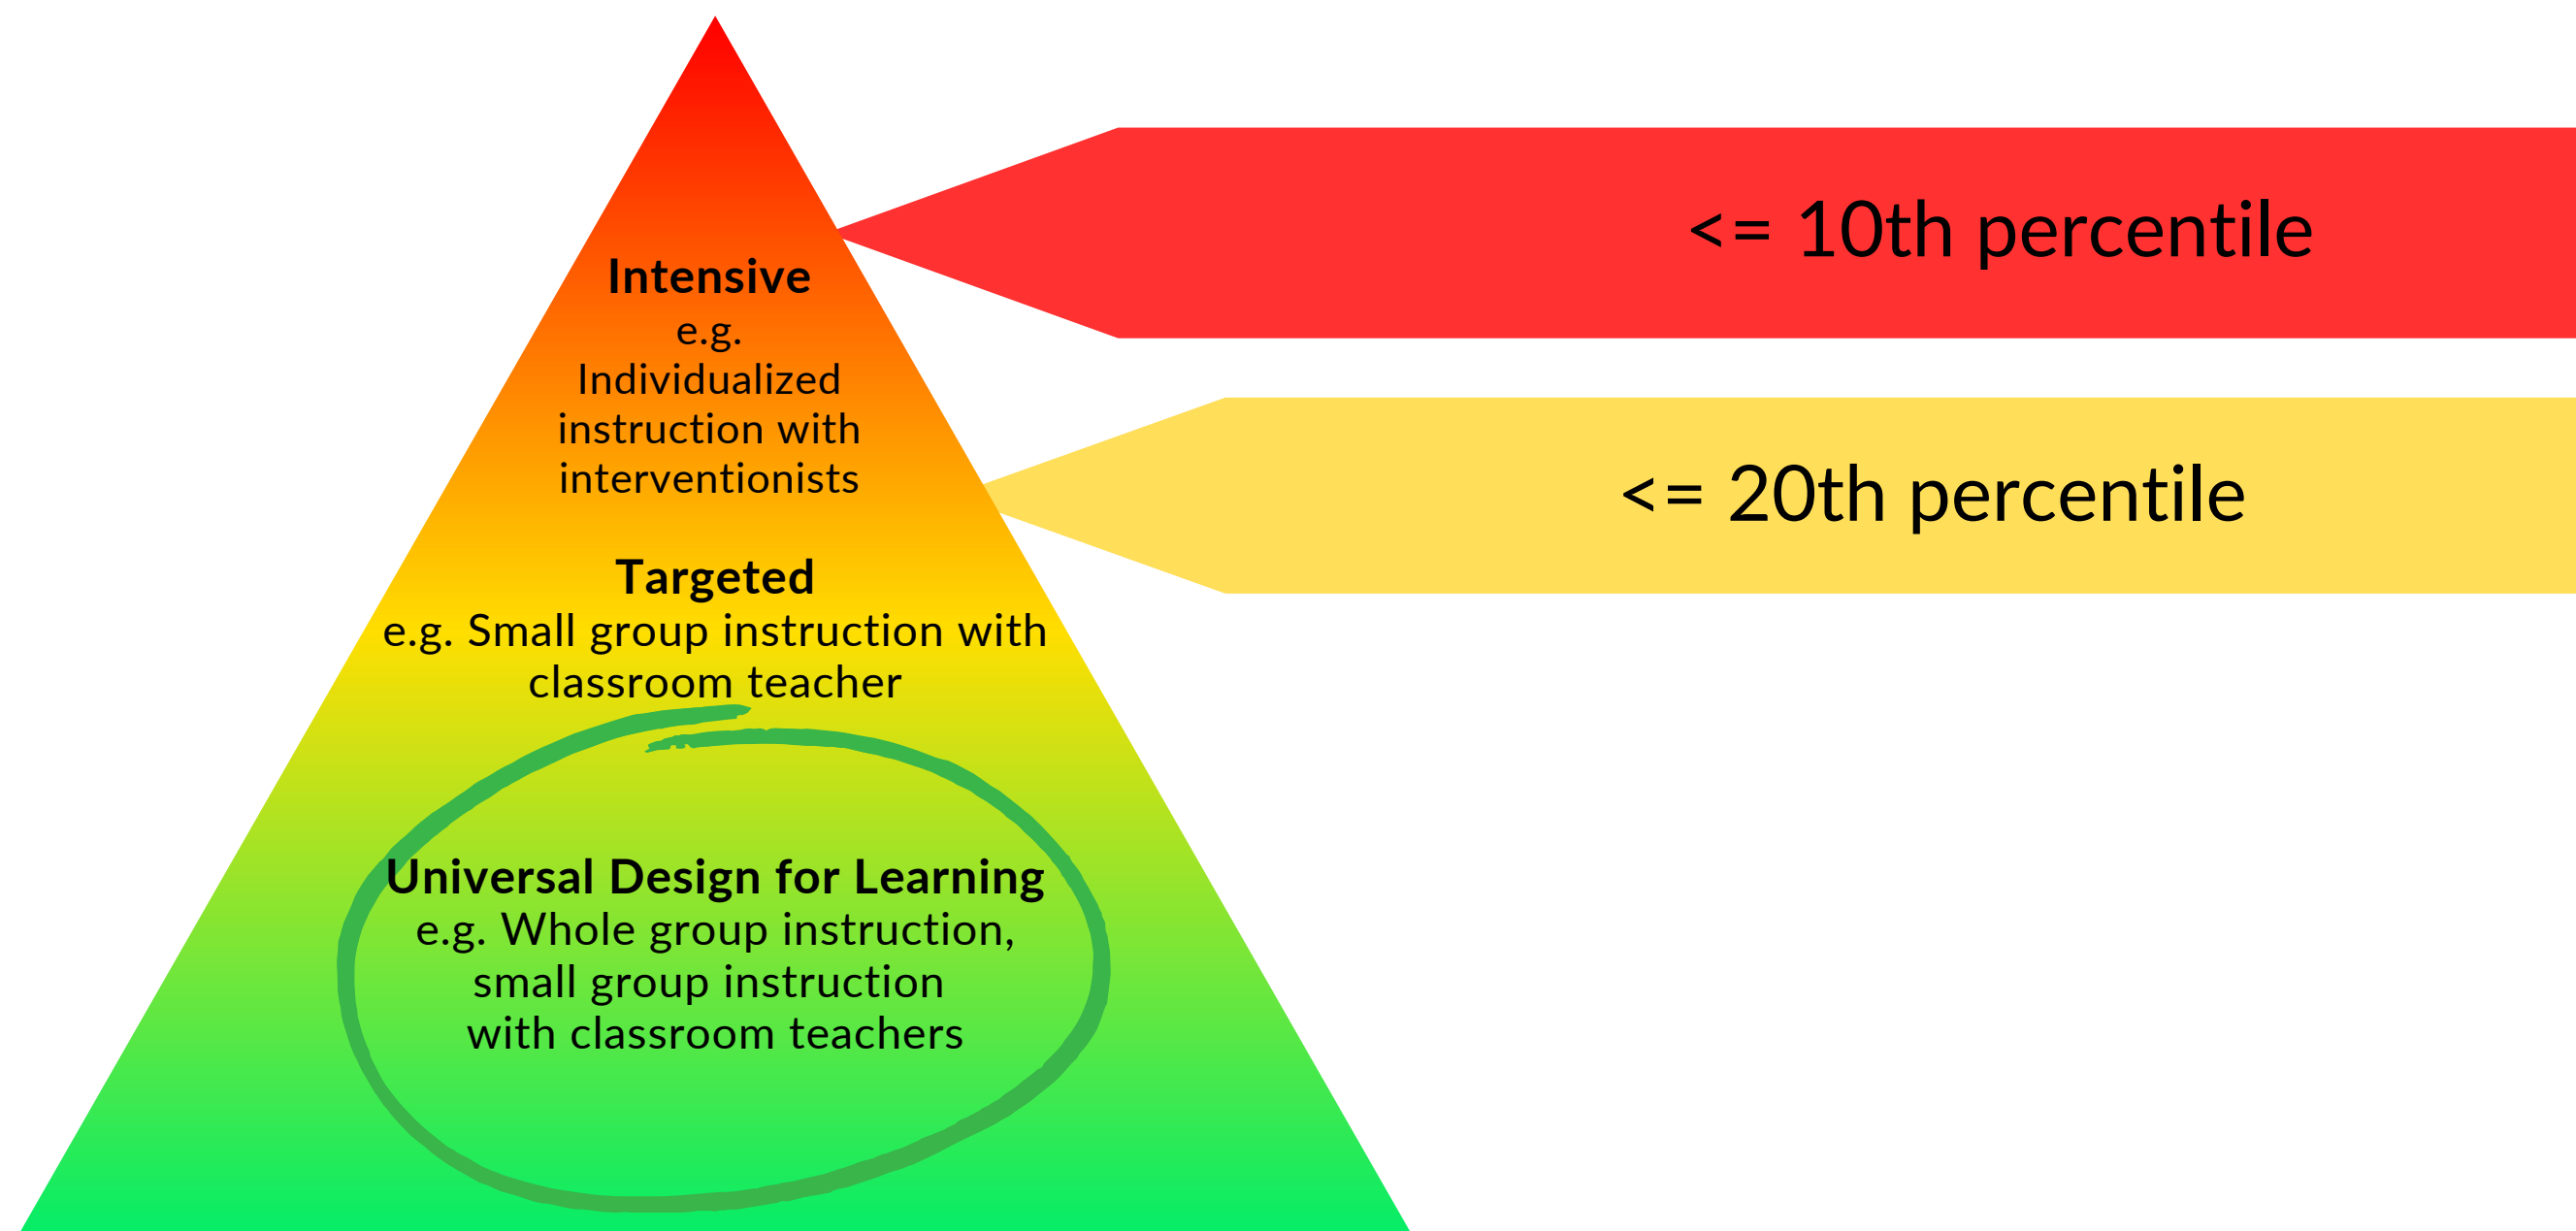 <= 10th percentile
Intensive
e.g.
Individualized
instruction with
interventionists
<= 20th percentile
Targeted
e.g. Small group instruction with
classroom teacher
Universal Design for Learning
e.g. Whole group instruction,
small group instruction
with classroom teachers